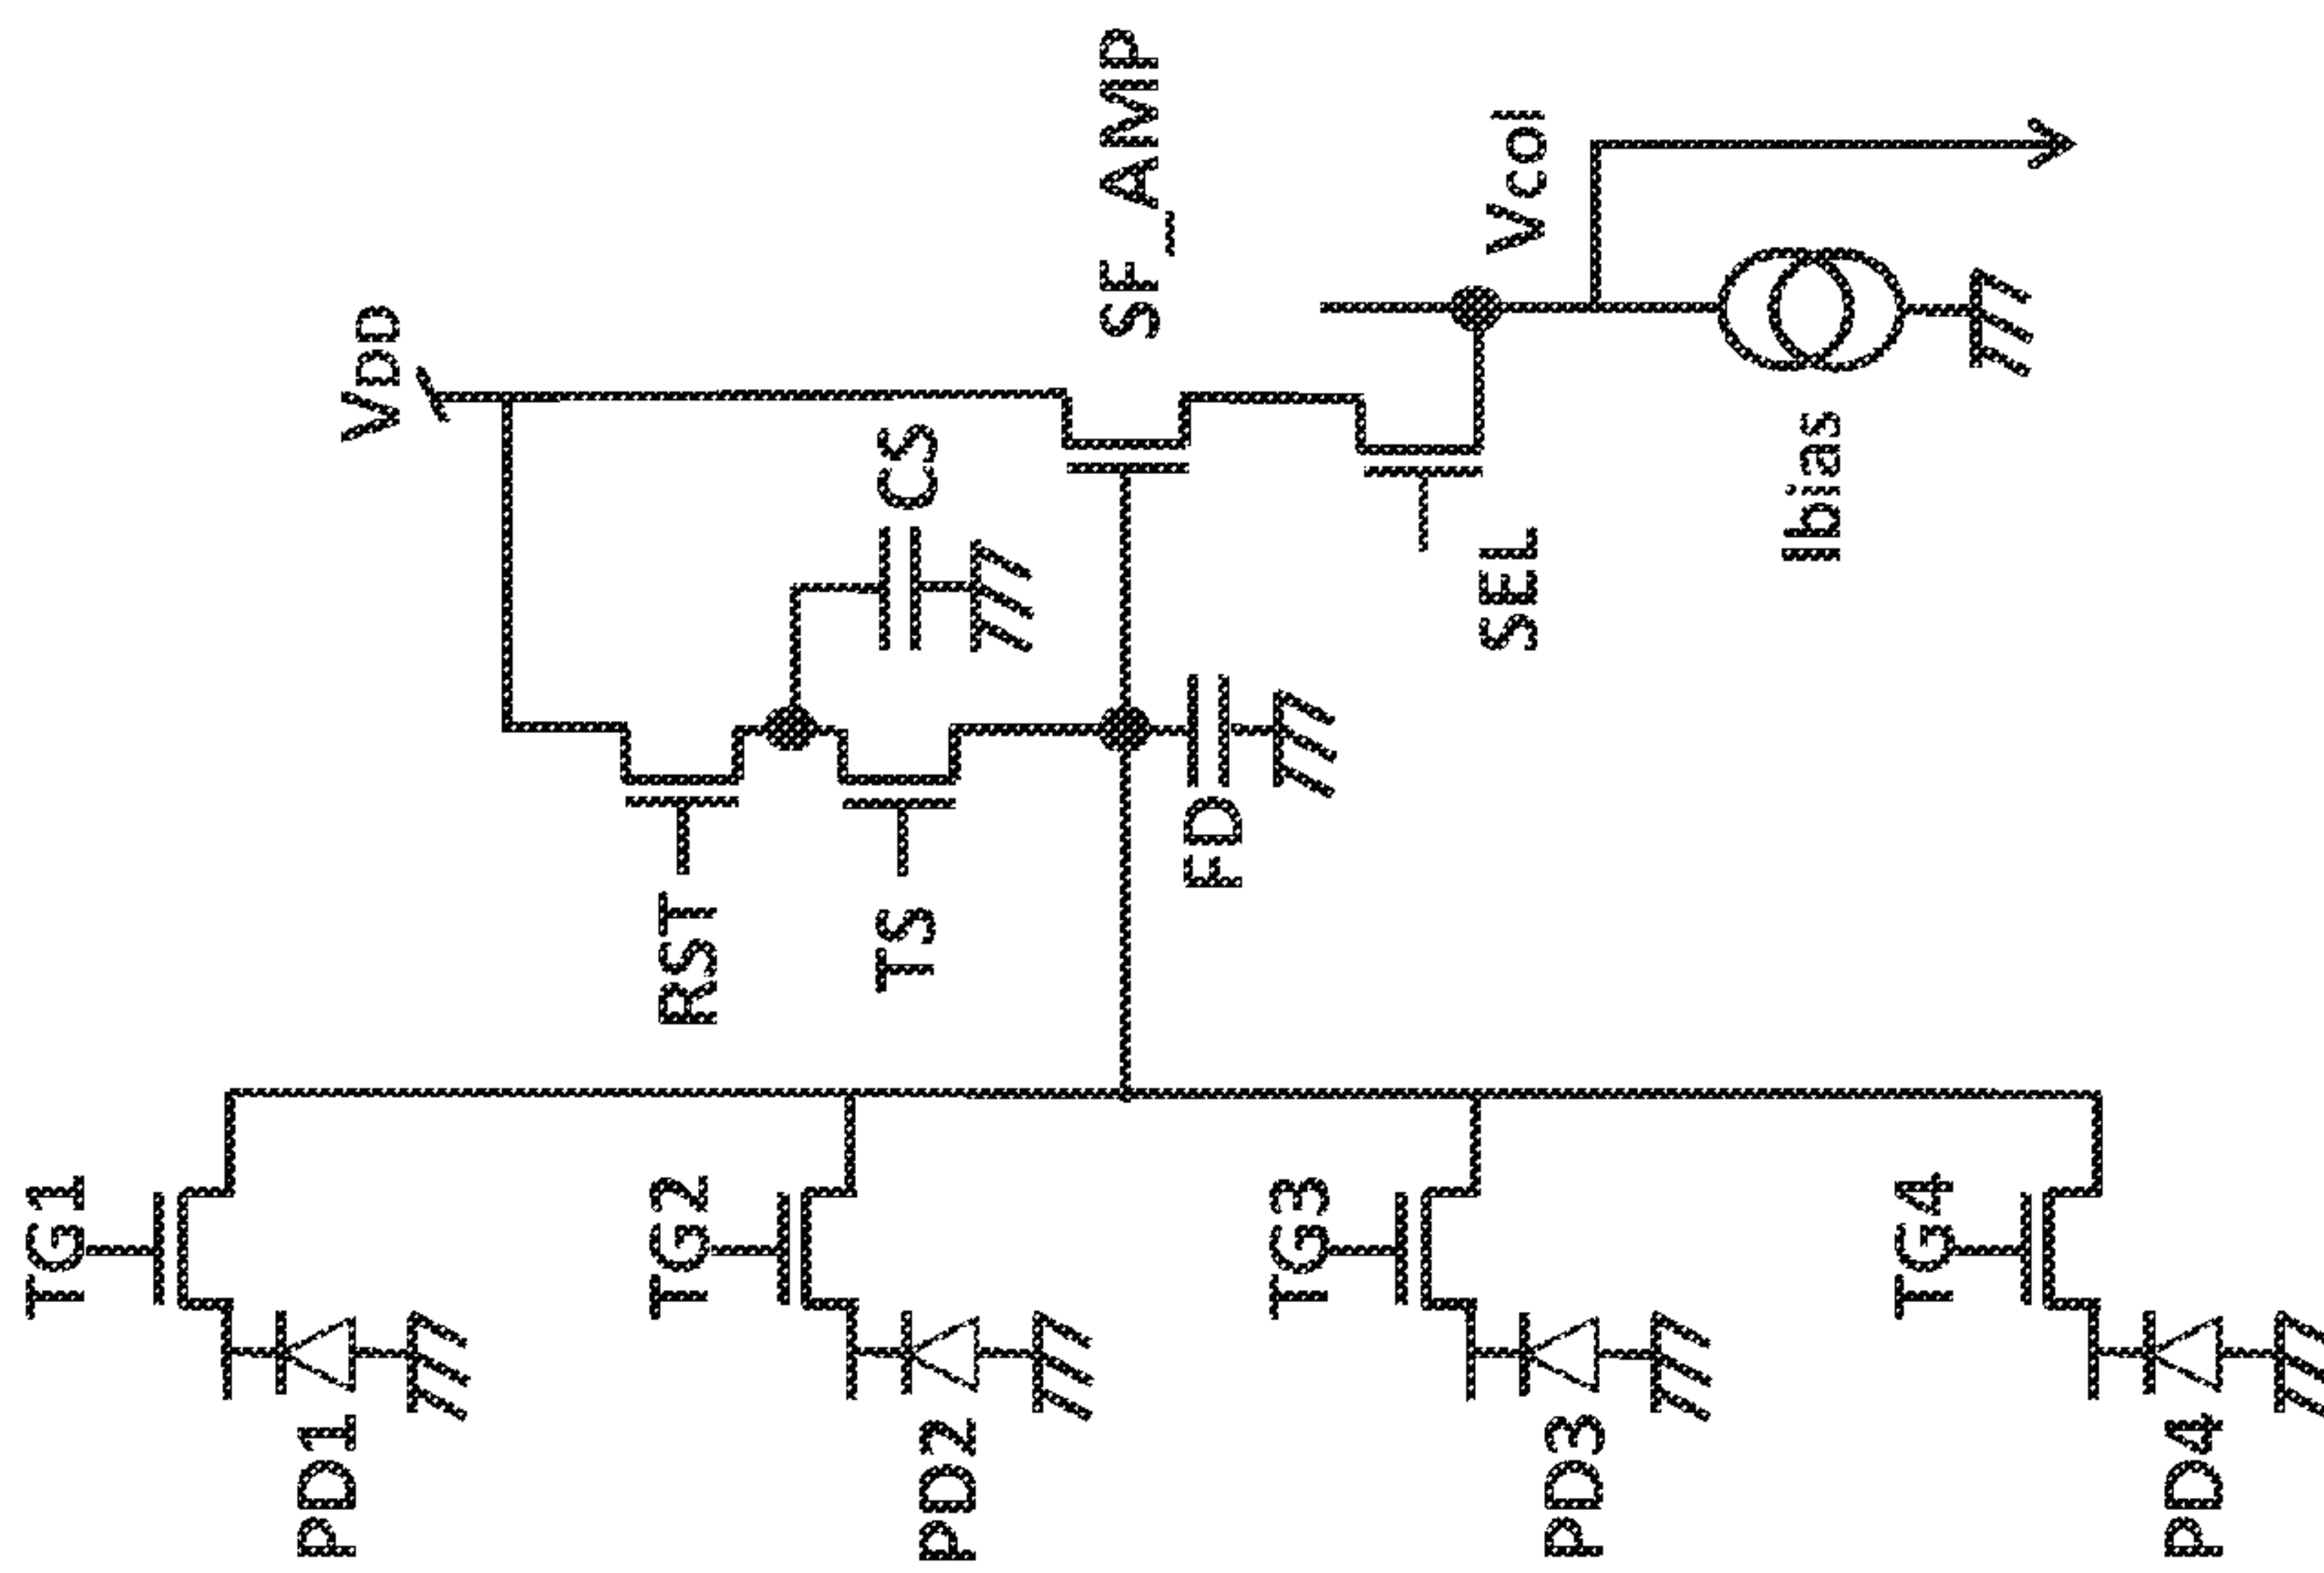 VDD
SF_AMP
CS
Vcol
RST
TS
FD
SEL
Ibias
TG1
TG2
TG3
TG4
PD1
PD2
PD3
PD4